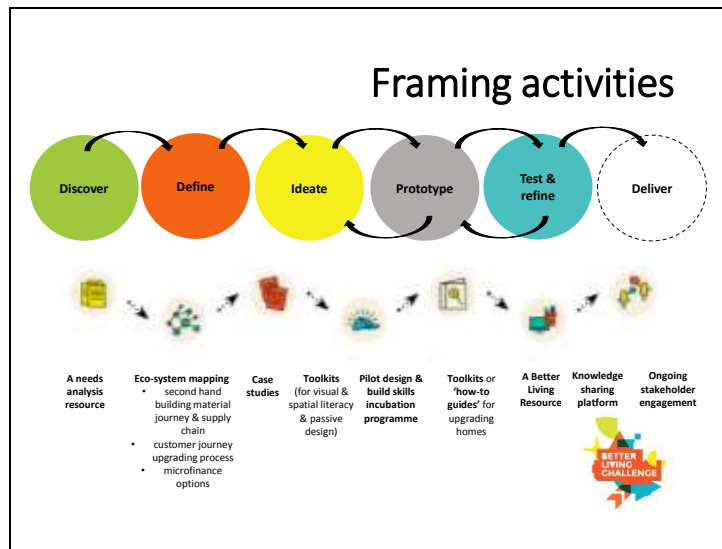 Framing activities
Discover
Define
Ideate
Prototype
Test &
refine
Deliver
A needs
analysis
resource
Eco-system mapping
• second hand
building material
journey & supply
chain
• customer journey
upgrading process
• microfinance
options
Case
studies
Toolkits
(for visual &
spatial literacy
& passive
design)
Pilot design &
build skills
incubation
programme
Toolkits or
'how-to
guides' for
upgrading
homes
A Better
Living
Resource
Knowledge
sharing
platform
Ongoing
stakeholder
engagement
BETTER
LIVING
CHALLENGE